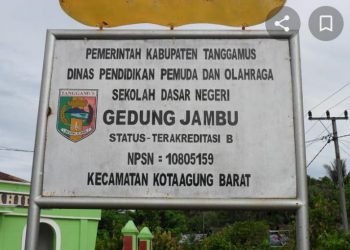 PEMERINTAH KABUPATEN TANGGAMUS
DINAS PENDIDIKAN PEMUDA DAN OLAHRAGA
SEKOLAH DASAR NEGERI
TANGGAMUS
GEDUNG JAMBU
STATUS-TERAKREDITASI B
NPSN = 10805159
KECAMATAN KOTAAGUNG BARAT